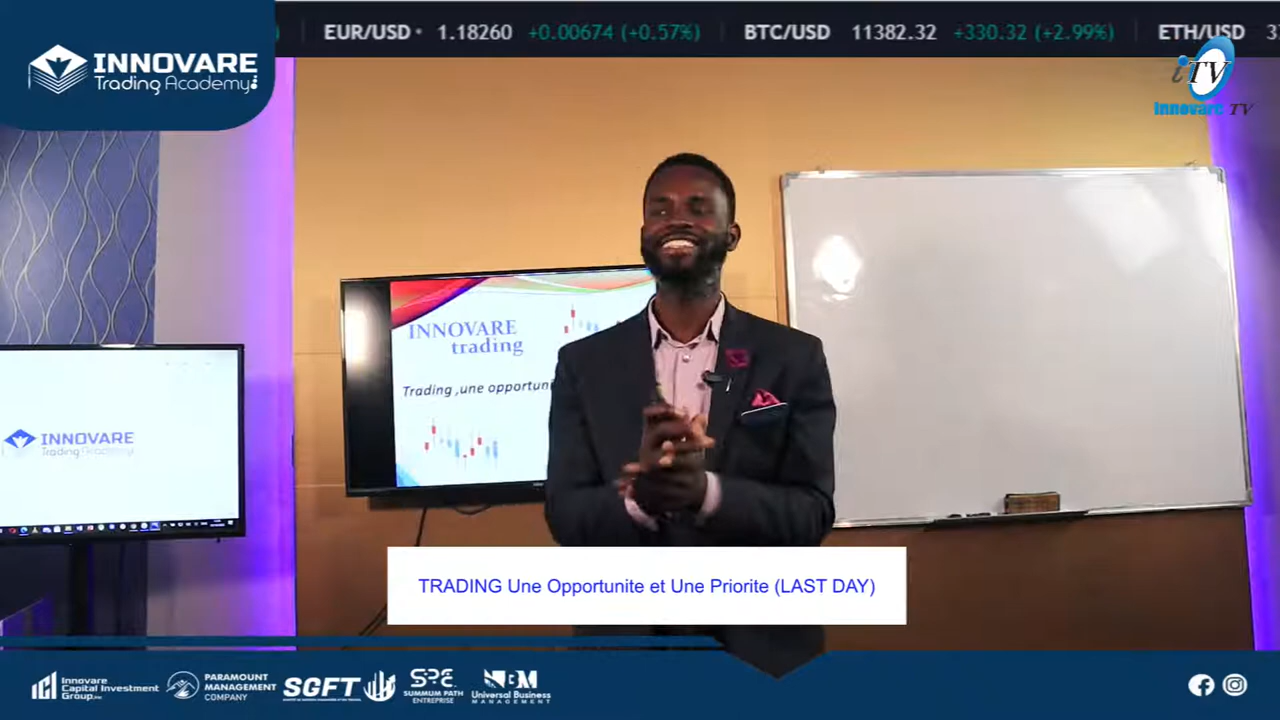 EUR/USD 1.18260 +0.00674 (+0.57%) BTC/USD 11382.32 +330.32 (+2.99%) ETH/USD
INNOVARE
Trading Academy
iTV
Innovare TV
INNOVARE
trading
Trading ,une opportuni
INNOVARE
Trading Academy
TRADING Une Opportunite et Une Priorite (LAST DAY)
ICI Innovare
Capital Investment
Group
PARAMOUNT
MANAGEMENT
COMPANY
SGFT
SPE
SUMMUM PATH
ENTREPRISE
Universal Business
MANAGEMENT